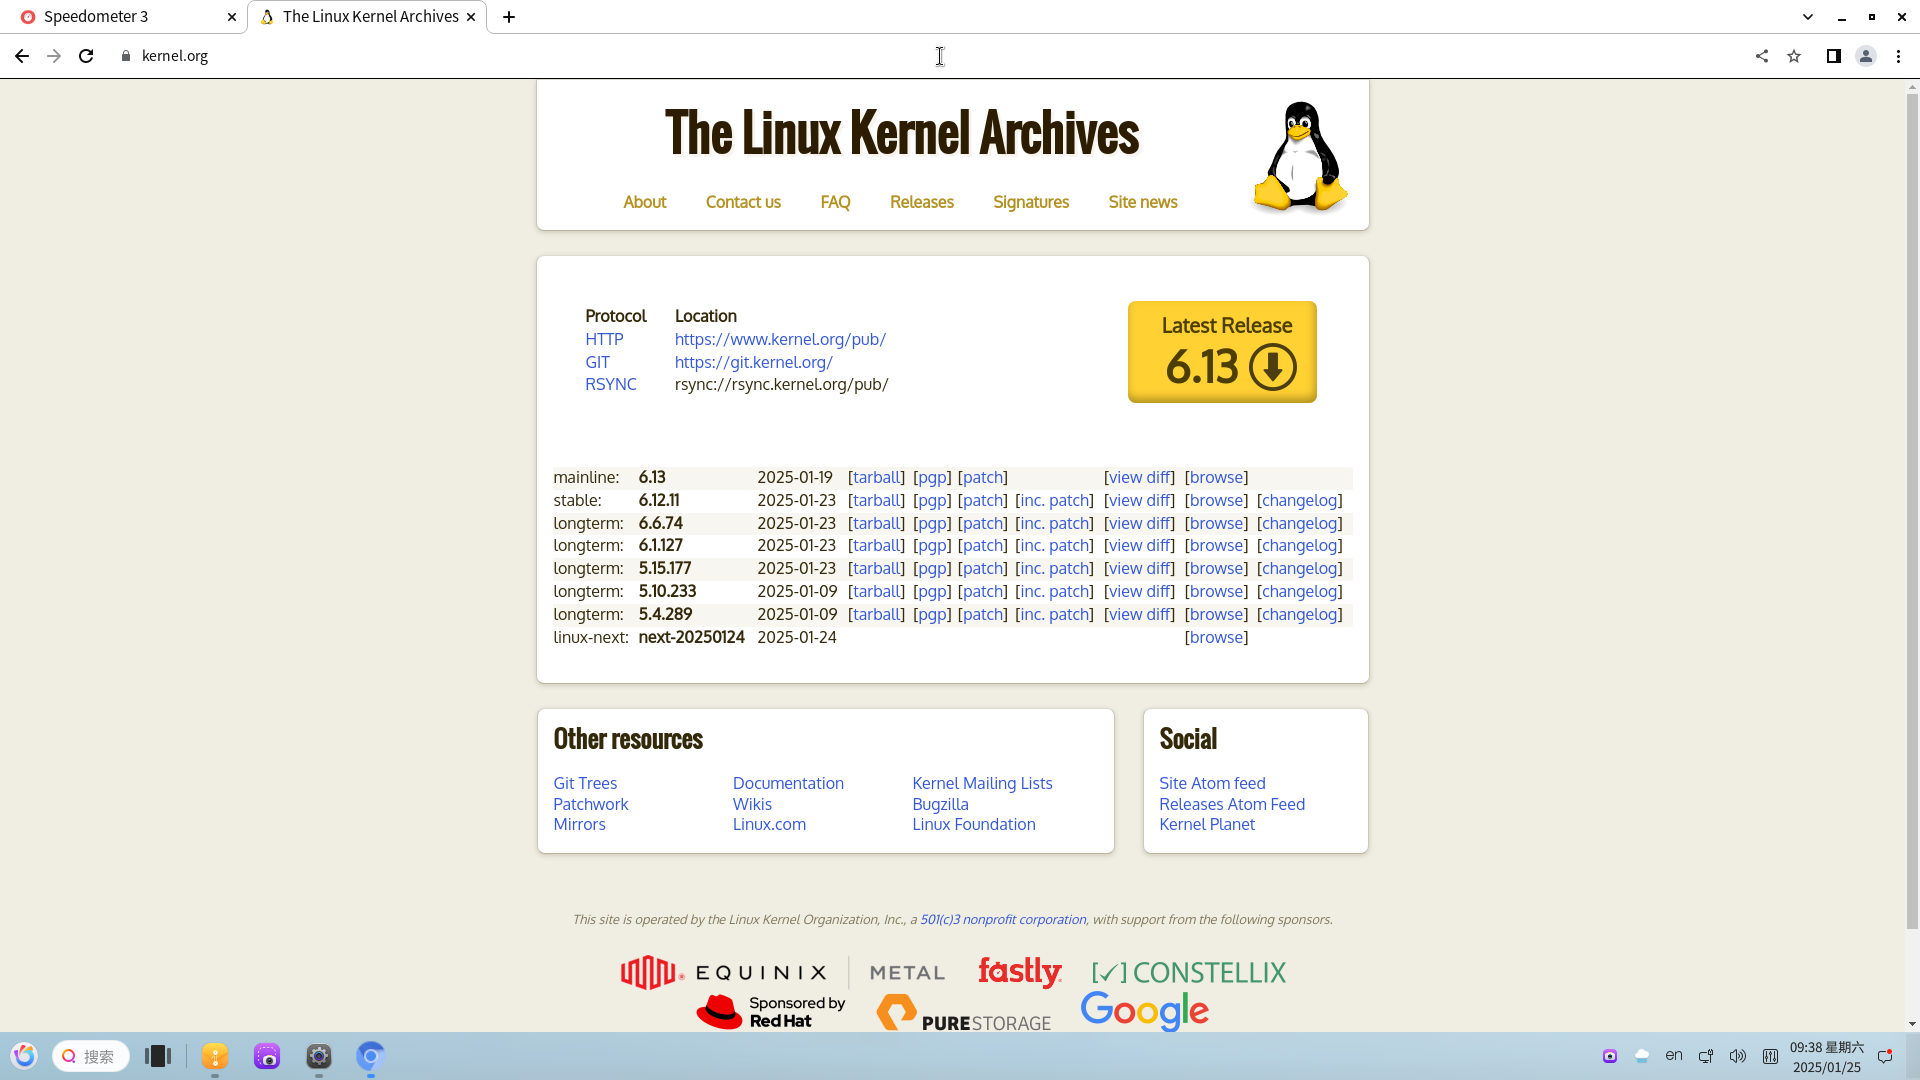 Speedometer 3
The Linux Kernel Archives
kernel.org
The Linux Kernel Archives
About Contact us FAQ Releases Signatures Site news
Protocol Location
HTTP https://www.kernel.org/pub/
GIT https://git.kernel.org/
RSYNC rsync://rsync.kernel.org/pub/
Latest Release
6.13
mainline: 6.13 2025-01-19 [tarball] [pgp] [patch] [view diff] [browse]
stable: 6.12.11 2025-01-23 [tarball] [pgp] [patch] [inc. patch] [view diff] [browse] [changelog]
longterm: 6.6.74 2025-01-23 [tarball] [pgp] [patch] [inc. patch] [view diff] [browse] [changelog]
longterm: 6.1.127 2025-01-23 [tarball] [pgp] [patch] [inc. patch] [view diff] [browse] [changelog]
longterm: 5.15.177 2025-01-23 [tarball] [pgp] [patch] [inc. patch] [view diff] [browse] [changelog]
longterm: 5.10.233 2025-01-09 [tarball] [pgp] [patch] [inc. patch] [view diff] [browse] [changelog]
longterm: 5.4.289 2025-01-09 [tarball] [pgp] [patch] [inc. patch] [view diff] [browse] [changelog]
linux-next: next-20250124 2025-01-24 [browse]
Other resources
Git Trees Documentation Kernel Mailing Lists
Patchwork Wikis Bugzilla
Mirrors Linux.com Linux Foundation
Social
Site Atom feed
Releases Atom Feed
Kernel Planet
This site is operated by the Linux Kernel Organization, Inc., a 501(c)3 nonprofit corporation, with support from the following sponsors.
EQUINIX METAL fastly CONSTELLIX
Sponsored by
Red Hat
PURESTORAGE
Google
搜索
en
09:38 星期六
2025/01/25